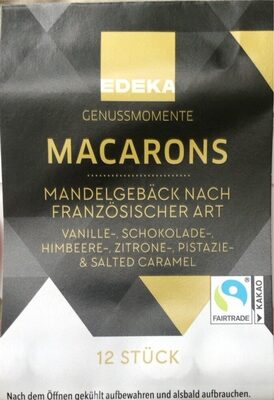 EDEKA
GENUSSMOMENTE
MACARONS
MANDELGEBÄCK NACH
FRANZÖSISCHER ART
VANILLE-, SCHOKOLADE-,
HIMBEERE-, ZITRONE-, PISTAZIE-
& SALTED CARAMEL
FAIRTRADE
KAKAO
12 STÜCK
Nach dem Öffnen gekühlt aufbewahren und alsbald aufbrauchen.